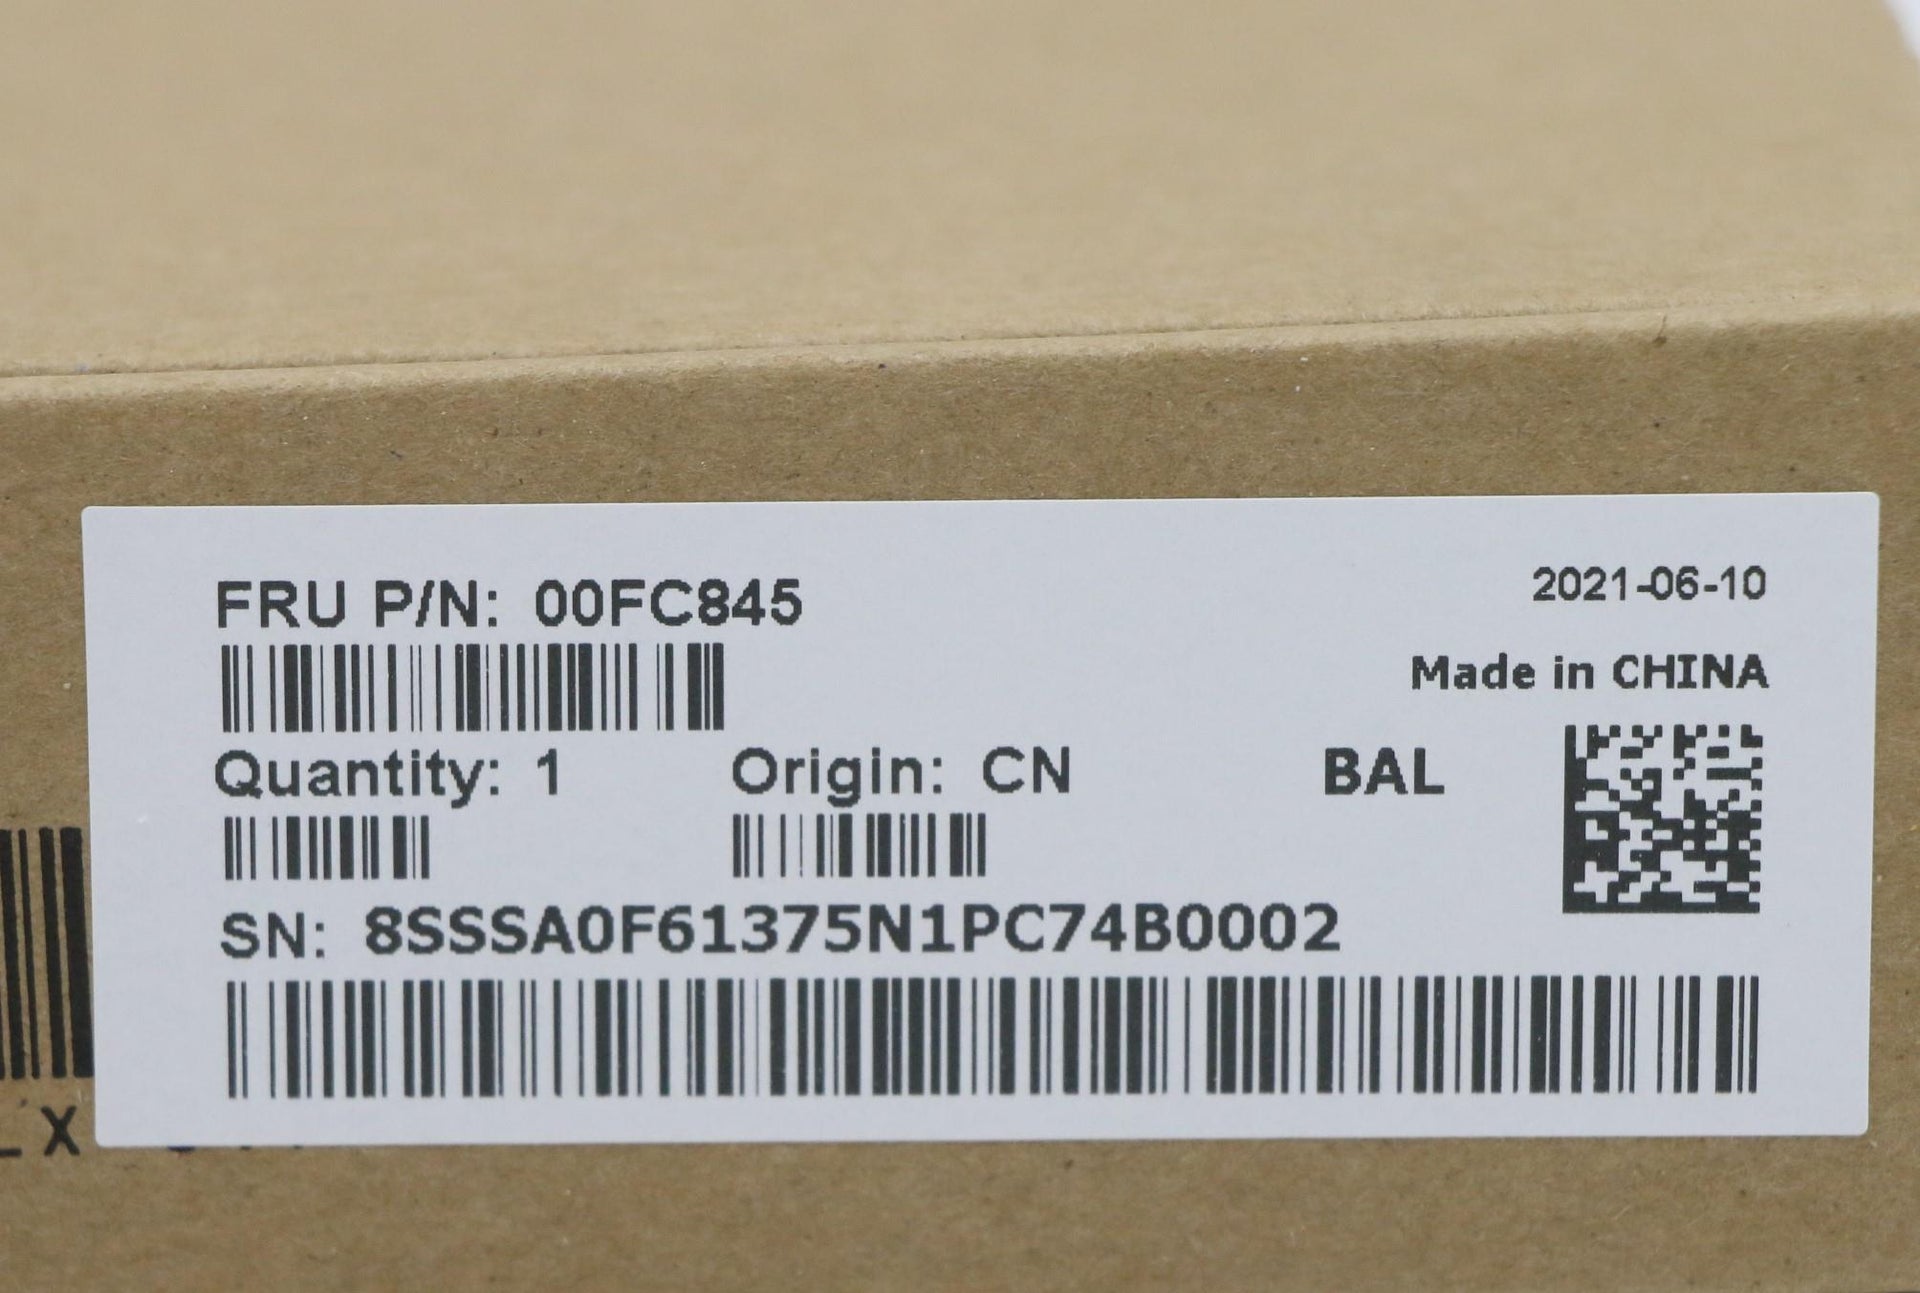 FRU P/N: 00FC845
2021-06-10
Made in CHINA
Quantity: 1
Origin: CN
BAL
SN: 8SSSA0F61375N1PC74B0002
X